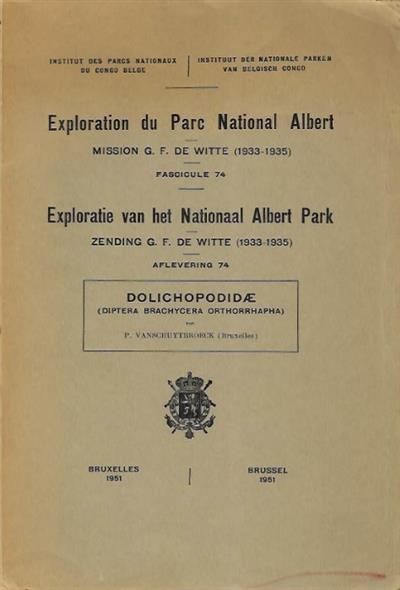 INSTITUT DES PARCS NATIONAUX
DU CONGO BELGE
INSTITUUT DER NATIONALE PARKEN
VAN BELGISCH CONGO
Exploration du Parc National Albert
MISSION G. F. DE WITTE (1933-1935)
FASCICULE 74
Exploratie van het Nationaal Albert Park
ZENDING G. F. DE WITTE (1933-1935)
AFLEVERING 74
DOLICHOPODIDÆ
(DIPTERA BRACHYCERA ORTHORRHAPHA)
PAR
P. VANSCHUYTBROECK (Bruxelles)
BRUXELLES
1951
BRUSSEL
1951